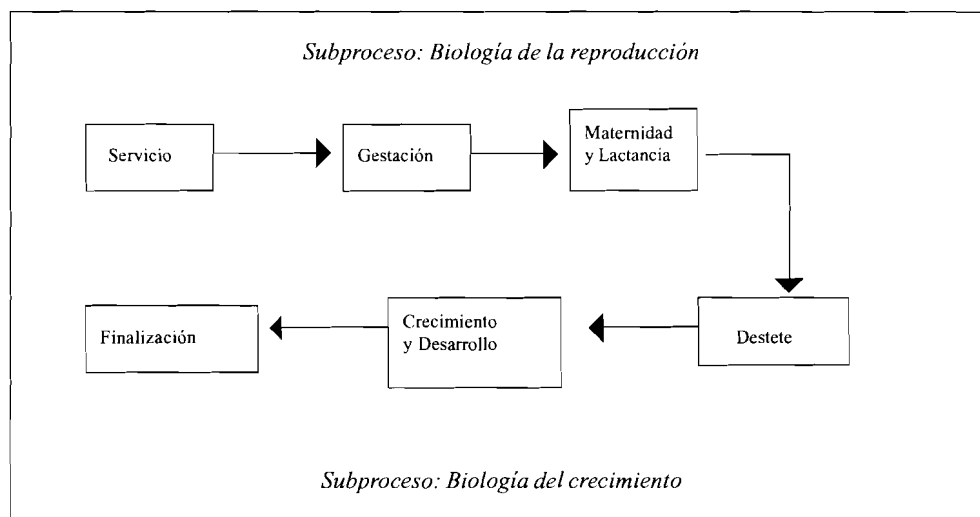 Subproceso: Biología de la reproducción
Servicio
Gestación
Maternidad
y Lactancia
Destete
Crecimiento
y Desarrollo
Finalización
Subproceso: Biología del crecimiento